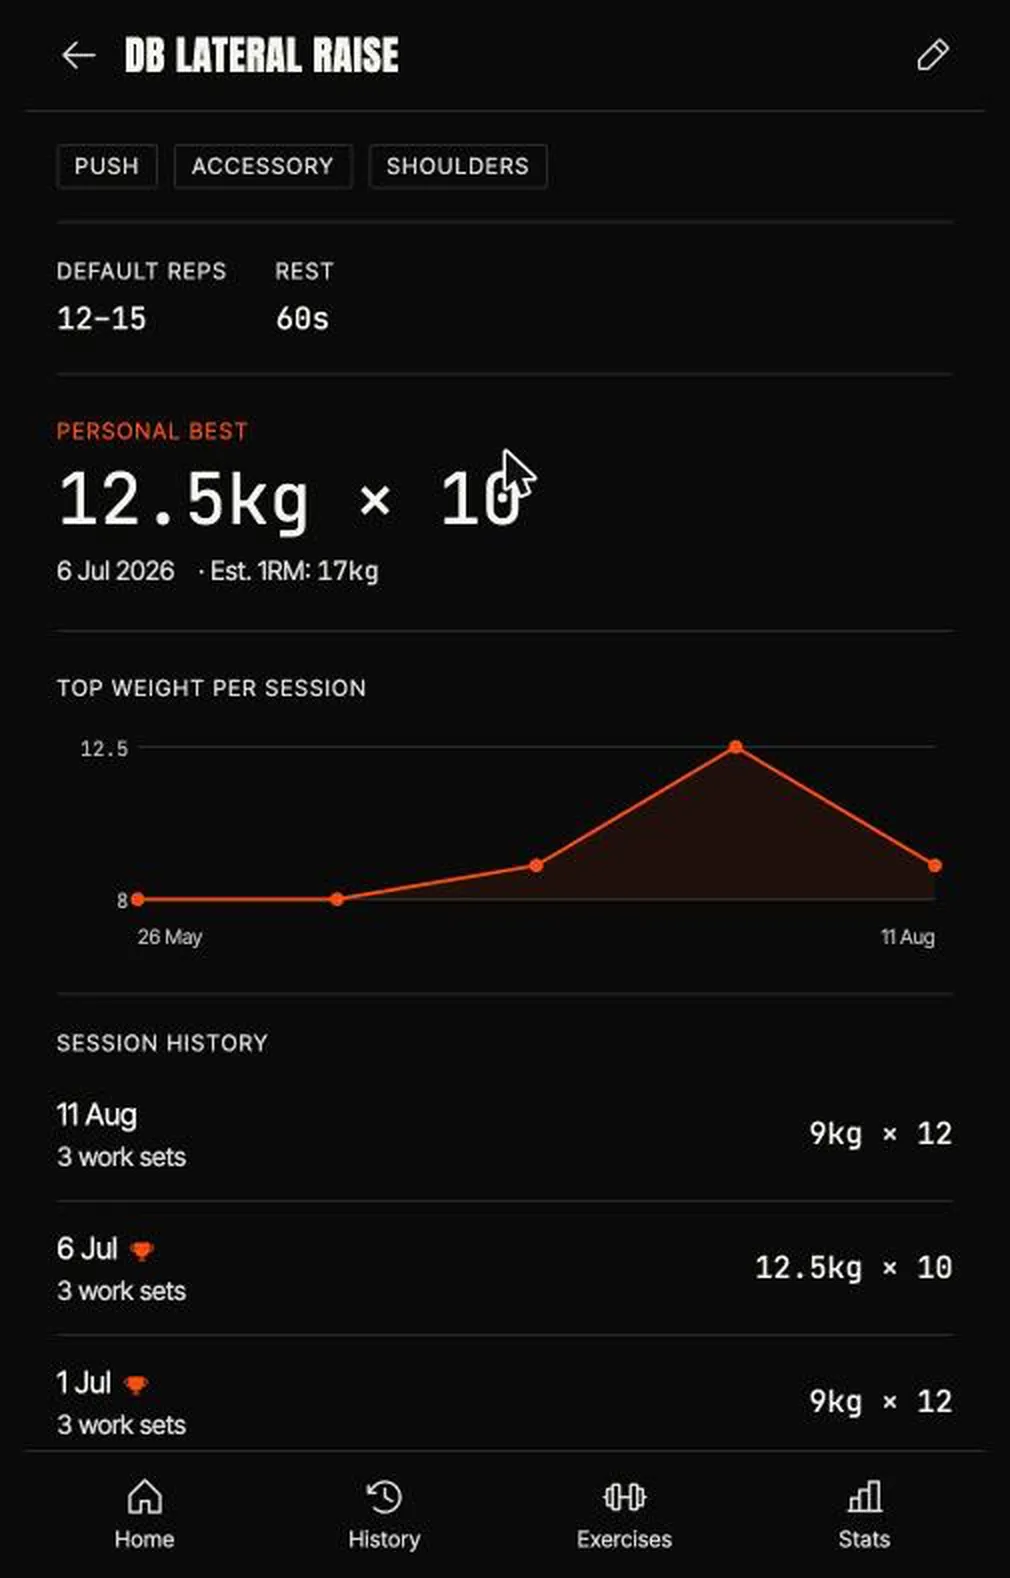 DB LATERAL RAISE
PUSH ACCESSORY SHOULDERS
DEFAULT REPS REST
12–15 60s
PERSONAL BEST
12.5kg × 10
6 Jul 2026 · Est. 1RM: 17kg
TOP WEIGHT PER SESSION
12.5
8
26 May 11 Aug
SESSION HISTORY
11 Aug
3 work sets
9kg × 12
6 Jul
3 work sets
12.5kg × 10
1 Jul
3 work sets
9kg × 12
Home History Exercises Stats